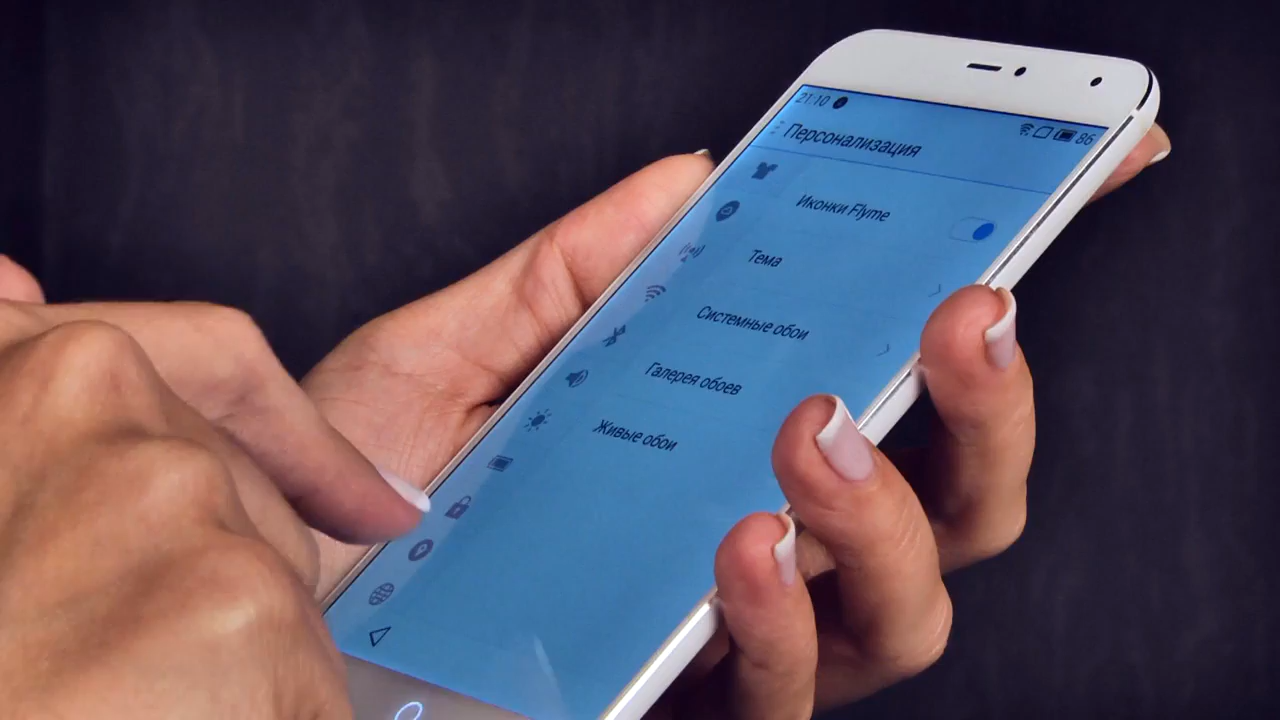 21:10
86
Персонализация
Иконки Flyme
Тема
Системные обои
Галерея обоев
Живые обои